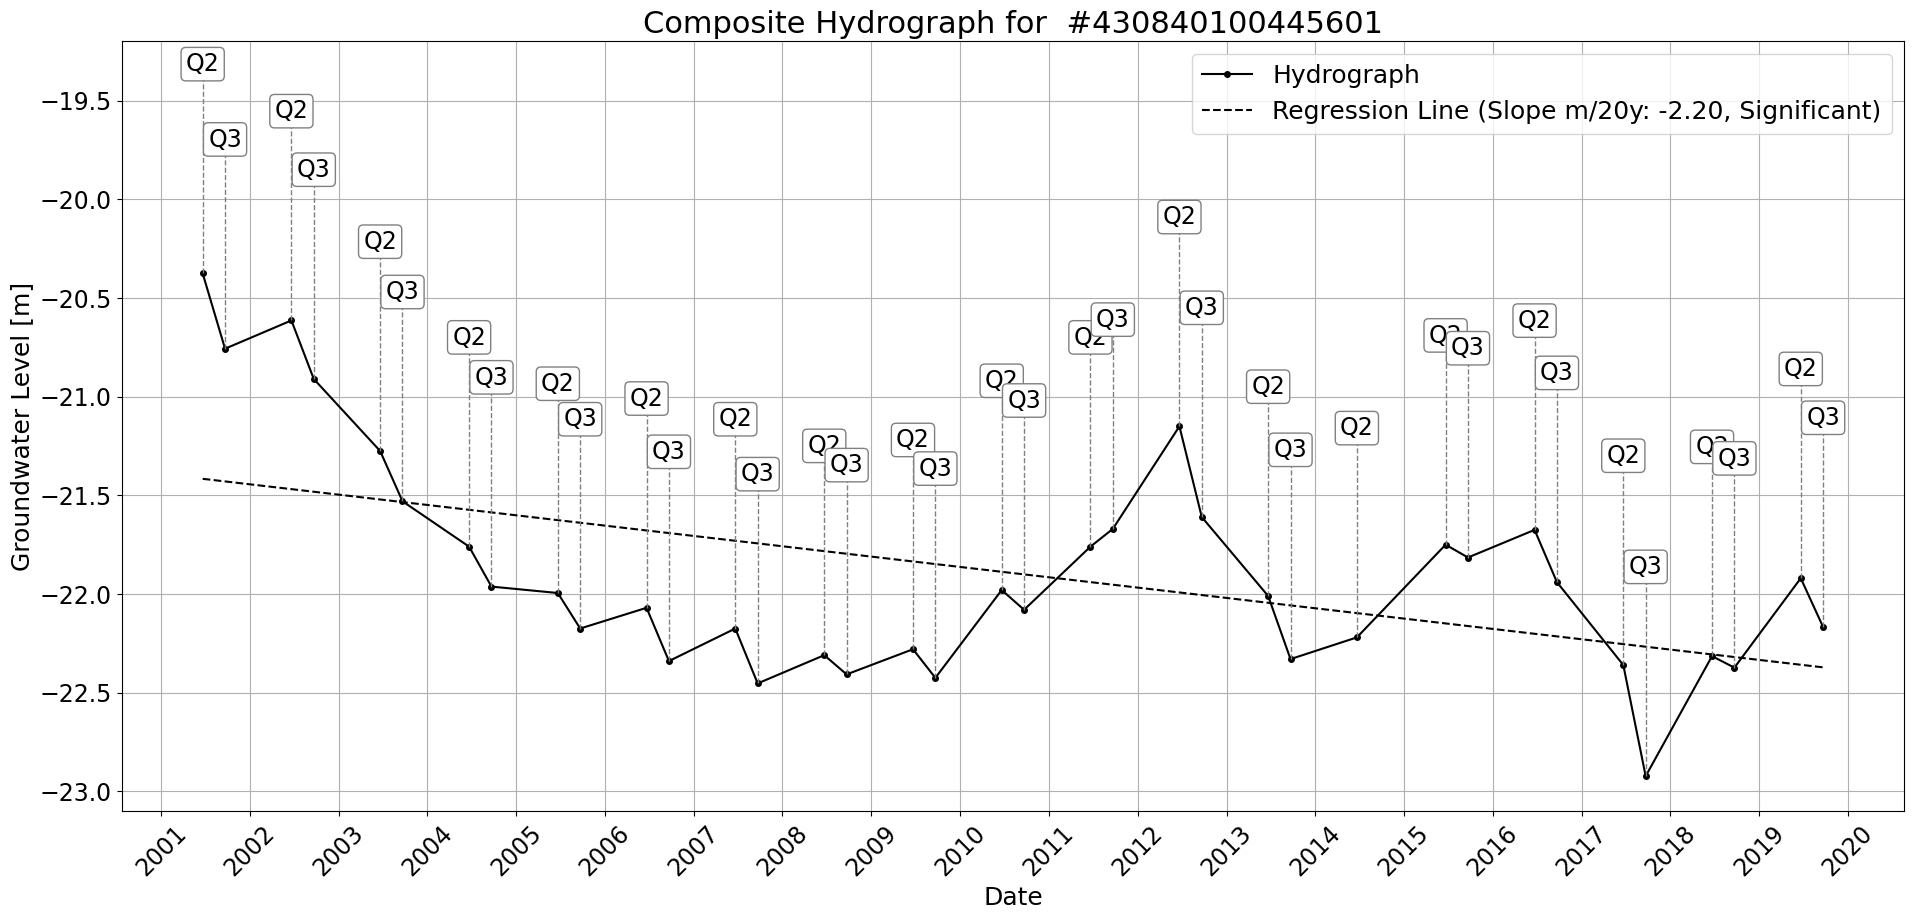 Composite Hydrograph for  #430840100445601
Hydrograph
Regression Line (Slope m/20y: -2.20, Significant)
Groundwater Level [m]
−19.5
−20.0
−20.5
−21.0
−21.5
−22.0
−22.5
−23.0
Q2
Q3
Q2
Q3
Q2
Q3
Q2
Q3
Q2
Q3
Q2
Q3
Q2
Q3
Q2
Q3
Q2
Q3
Q2
Q3
Q2
Q3
Q2
Q3
Q2
Q3
Q2
Q2
Q3
Q2
Q3
Q2
Q3
Q2
Q3
Q2
Q3
2001
2002
2003
2004
2005
2006
2007
2008
2009
2010
2011
2012
2013
2014
2015
2016
2017
2018
2019
2020
Date